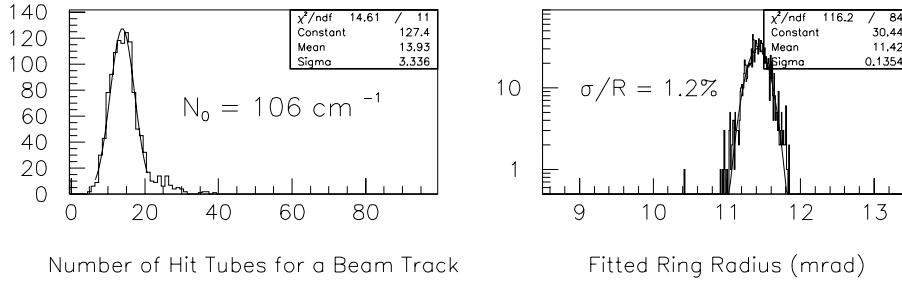 χ²/ndf 14.61 / 11
Constant 127.4
Mean 13.93
Sigma 3.336
140
120
100
80
60
40
20
0
N₀ = 106 cm ⁻¹
0 20 40 60 80
Number of Hit Tubes for a Beam Track
χ²/ndf 116.2 / 84
Constant 30.44
Mean 11.42
Sigma 0.1354
10
1
σ/R = 1.2%
9 10 11 12 13
Fitted Ring Radius (mrad)